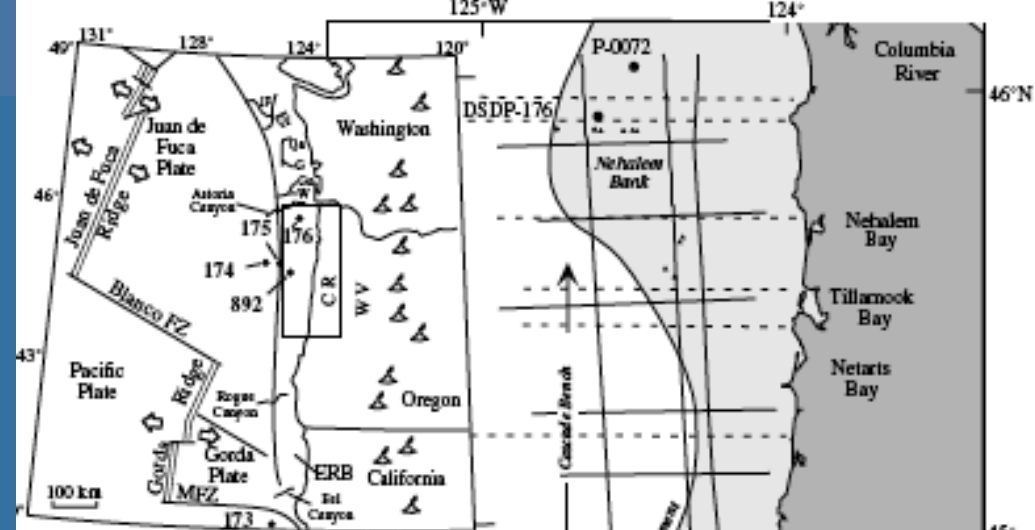 125°W
124°
131°
128°
124°
120°
49°
P-0072
Columbia
River
46°N
DSDP-176
Juan de
Fuca
Plate
Washington
Nehalem
Bank
Juan de Fuca
Ridge
46°
Astoria
Canyon
W
175
176
Nehalem
Bay
174
892
C R
W V
Blanco FZ
Tillamook
Bay
43°
Pacific
Plate
Ridge
Netarts
Bay
Rogue
Canyon
Oregon
Cascade Bench
Gorda
Gorda
Plate
ERB
California
100 km
MFZ
Eel
Canyon
173